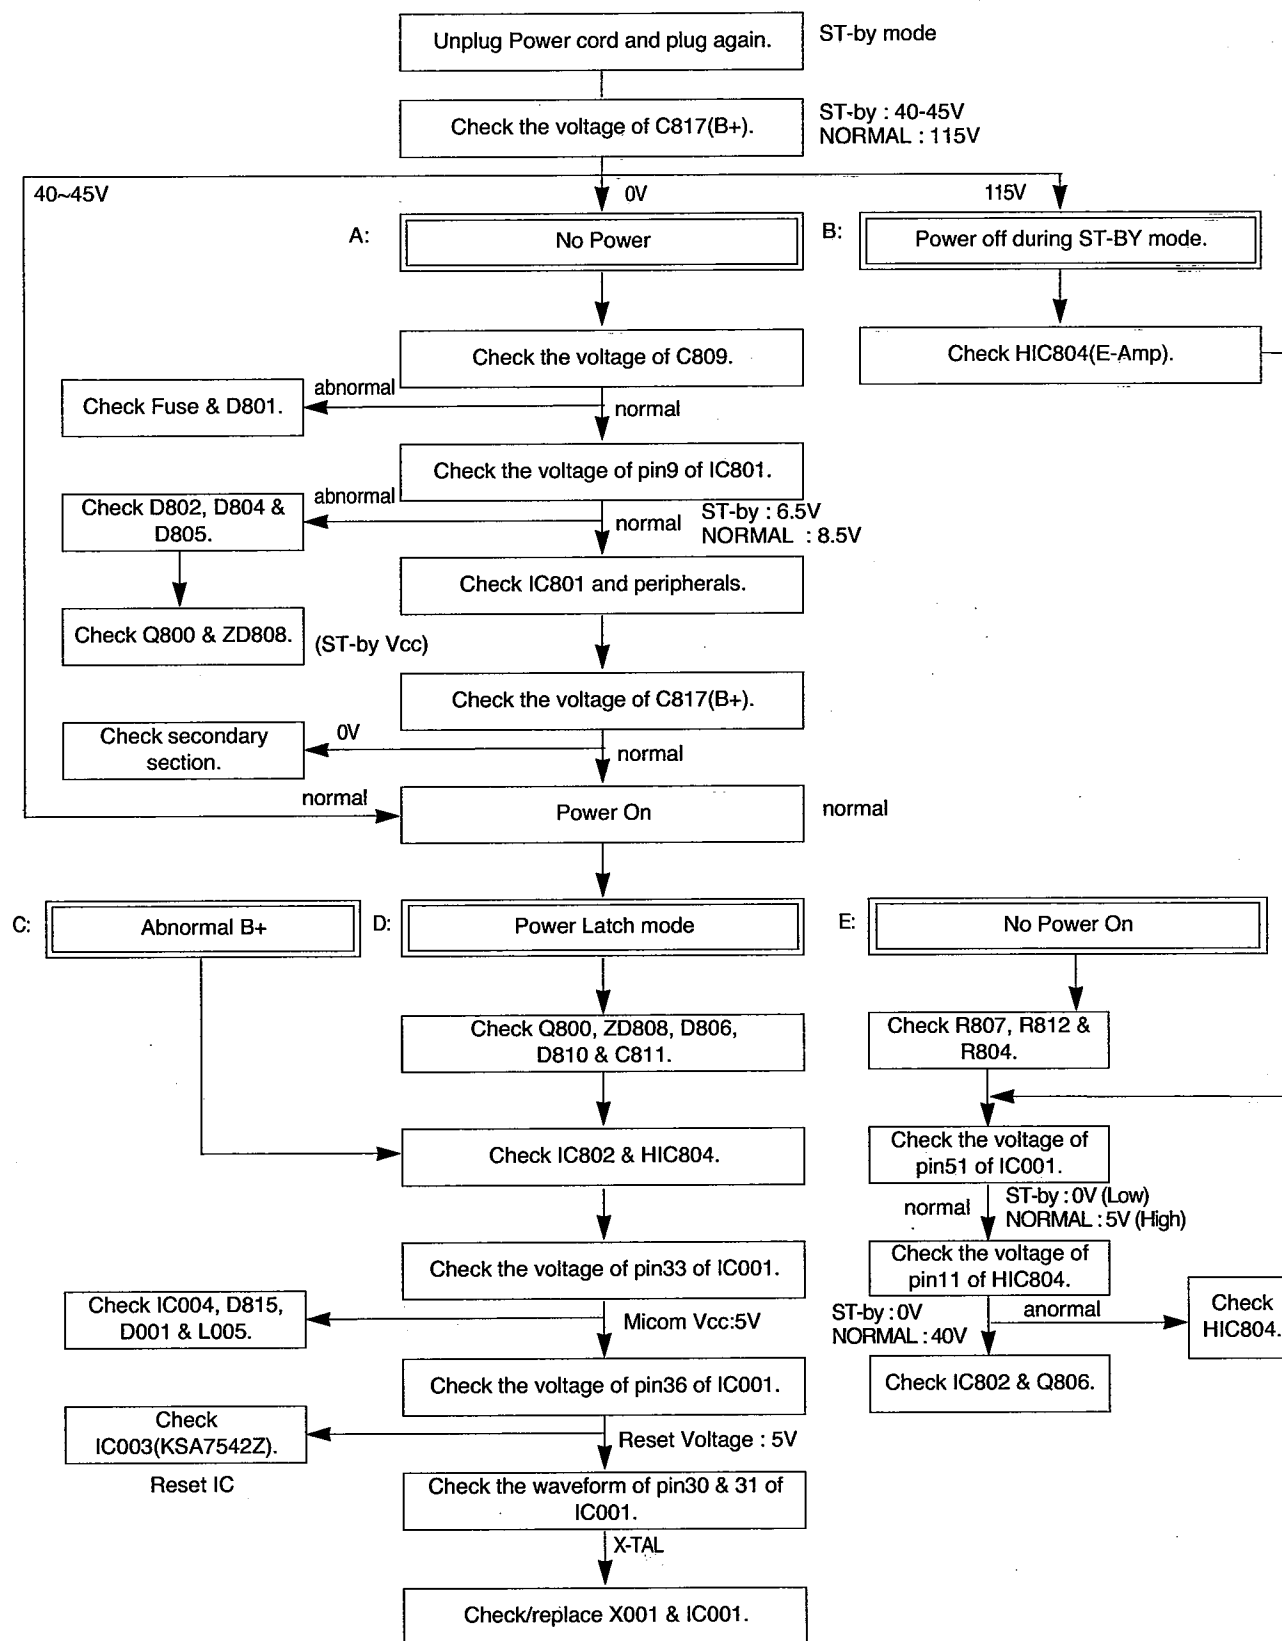 Unplug Power cord and plug again.
ST-by mode
Check the voltage of C817(B+).
ST-by : 40-45V
NORMAL : 115V
40~45V
0V
115V
A:
No Power
B:
Power off during ST-BY mode.
Check the voltage of C809.
Check HIC804(E-Amp).
abnormal
Check Fuse & D801.
normal
Check the voltage of pin9 of IC801.
abnormal
Check D802, D804 &
D805.
normal
ST-by : 6.5V
NORMAL : 8.5V
Check IC801 and peripherals.
Check Q800 & ZD808.
(ST-by Vcc)
Check the voltage of C817(B+).
Check secondary
section.
0V
normal
normal
Power On
normal
C:
Abnormal B+
D:
Power Latch mode
E:
No Power On
Check Q800, ZD808, D806,
D810 & C811.
Check R807, R812 &
R804.
Check IC802 & HIC804.
Check the voltage of
pin51 of IC001.
normal
ST-by : 0V (Low)
NORMAL : 5V (High)
Check the voltage of pin33 of IC001.
Check the voltage of
pin11 of HIC804.
Check IC004, D815,
D001 & L005.
Micom Vcc:5V
ST-by : 0V
NORMAL : 40V
anormal
Check
HIC804.
Check the voltage of pin36 of IC001.
Check IC802 & Q806.
Check
IC003(KSA7542Z).
Reset Voltage : 5V
Reset IC
Check the waveform of pin30 & 31 of
IC001.
X-TAL
Check/replace X001 & IC001.